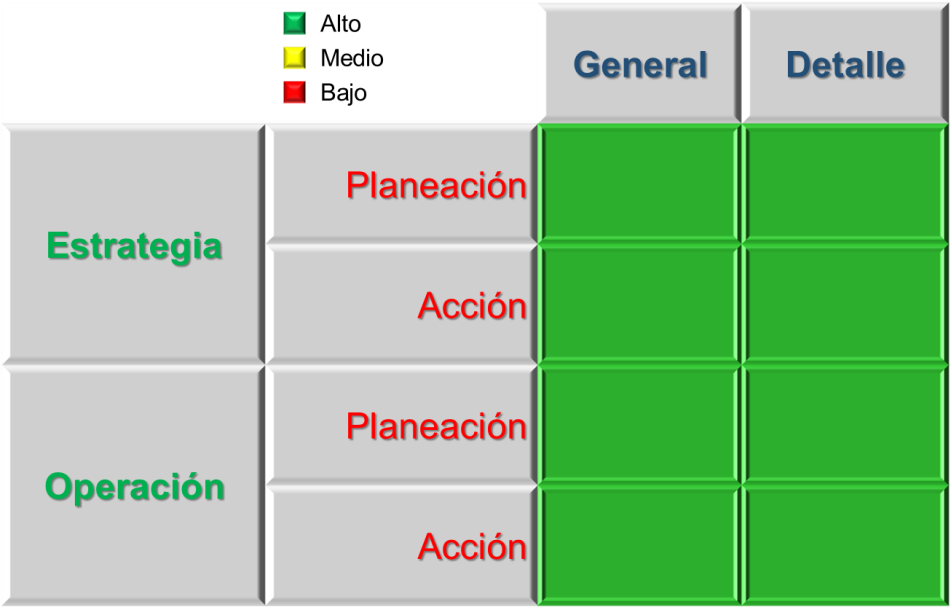 Alto
Medio
Bajo
General
Detalle
Estrategia
Planeación
Acción
Operación
Planeación
Acción